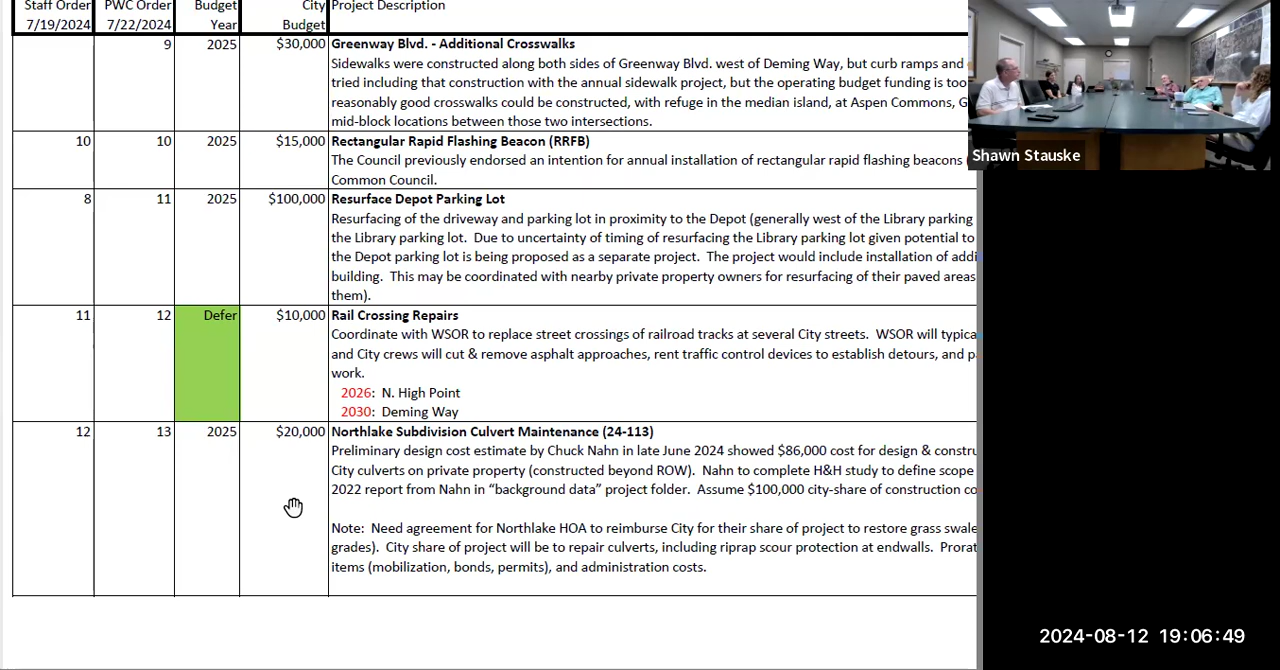 Staff Order PWC Order Budget City Project Description
7/19/2024 7/22/2024 Year Budget
9 2025 $30,000 Greenway Blvd. - Additional Crosswalks
Sidewalks were constructed along both sides of Greenway Blvd. west of Deming Way, but curb ramps and
tried including that construction with the annual sidewalk project, but the operating budget funding is too
reasonably good crosswalks could be constructed, with refuge in the median island, at Aspen Commons, G
mid-block locations between those two intersections.
10 10 2025 $15,000 Rectangular Rapid Flashing Beacon (RRFB)
The Council previously endorsed an intention for annual installation of rectangular rapid flashing beacons (
Common Council.
8 11 2025 $100,000 Resurface Depot Parking Lot
Resurfacing of the driveway and parking lot in proximity to the Depot (generally west of the Library parking
the Library parking lot.  Due to uncertainty of timing of resurfacing the Library parking lot given potential to
the Depot parking lot is being proposed as a separate project.  The project would include installation of addi
building.  This may be coordinated with nearby private property owners for resurfacing of their paved areas
them).
11 12 Defer $10,000 Rail Crossing Repairs
Coordinate with WSOR to replace street crossings of railroad tracks at several City streets.  WSOR will typica
and City crews will cut & remove asphalt approaches, rent traffic control devices to establish detours, and pa
work.
2026:  N. High Point
2030:  Deming Way
12 13 2025 $20,000 Northlake Subdivision Culvert Maintenance (24-113)
Preliminary design cost estimate by Chuck Nahn in late June 2024 showed $86,000 cost for design & constru
City culverts on private property (constructed beyond ROW).  Nahn to complete H&H study to define scope
2022 report from Nahn in “background data” project folder.  Assume $100,000 city-share of construction co
Note:  Need agreement for Northlake HOA to reimburse City for their share of project to restore grass swale
grades).  City share of project will be to repair culverts, including riprap scour protection at endwalls.  Prorat
items (mobilization, bonds, permits), and administration costs.
Shawn Stauske
2024-08-12 19:06:49